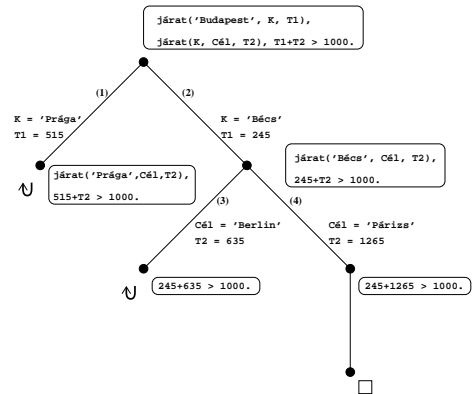 járat('Budapest', K, T1),
járat(K, Cél, T2), T1+T2 > 1000.
(1)
(2)
K = 'Prága'
T1 = 515
K = 'Bécs'
T1 = 245
járat('Prága',Cél,T2),
515+T2 > 1000.
járat('Bécs', Cél, T2),
245+T2 > 1000.
(3)
(4)
Cél = 'Berlin'
T2 = 635
Cél = 'Párizs'
T2 = 1265
245+635 > 1000.
245+1265 > 1000.